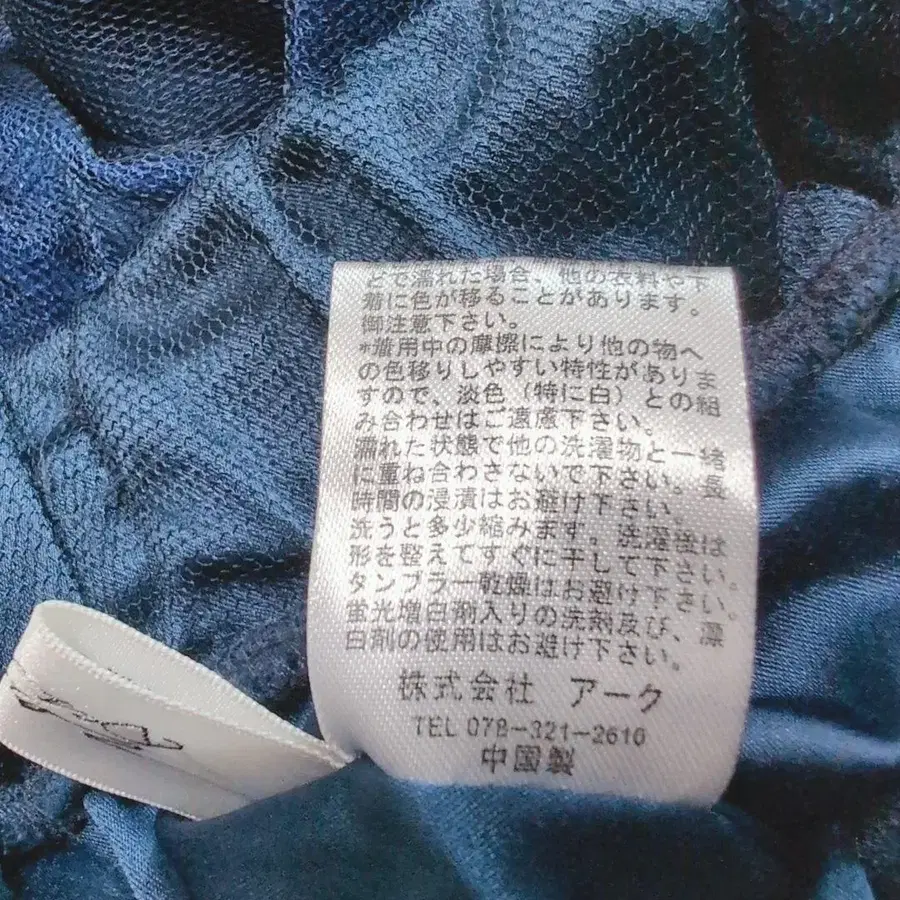 どで濡れた場合、他の衣料や下
着に色が移ることがあります。
御注意下さい。
*着用中の摩擦により他の物へ
の色移りしやすい特性がありま
すので、淡色（特に白）との組
み合わせはご遠慮下さい。
濡れた状態で他の洗濯物と一緒
に重ね合わさないで下さい。長
時間の浸漬はお避け下さい。
洗うと多少縮みます。洗濯後は
形を整えてすぐに干して下さい。
タンブラー乾燥はお避け下さい。
蛍光増白剤入りの洗剤及び、漂
白剤の使用はお避け下さい。
株式会社 アーク
TEL 078-321-2610
中国製